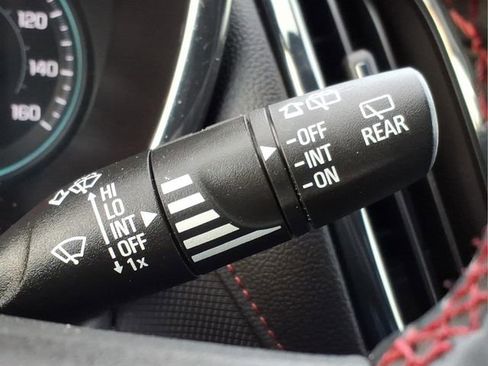 120
140
160
HI
LO
INT
OFF
1x
-OFF
-INT
-ON
REAR